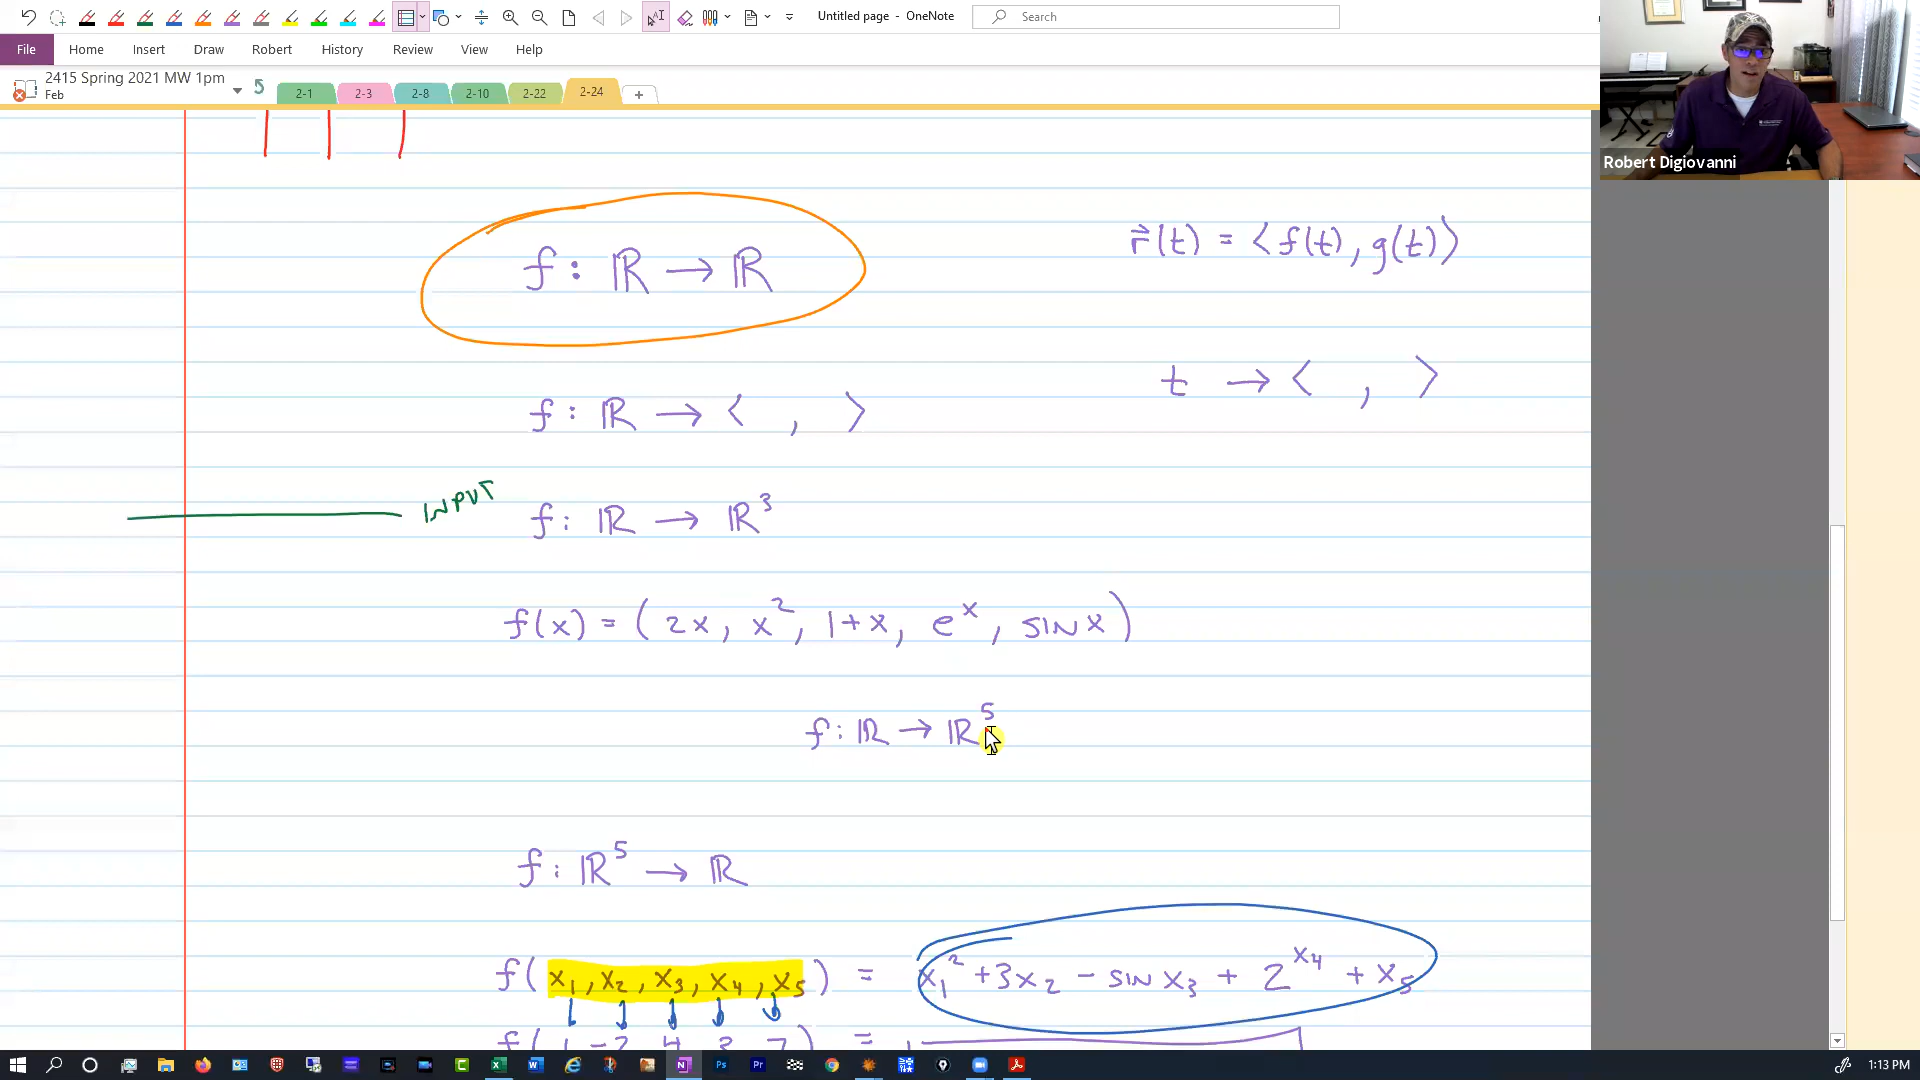 Untitled page - OneNote
Search
File Home Insert Draw Robert History Review View Help
2415 Spring 2021 MW 1pm
Feb
2-1 2-3 2-8 2-10 2-22 2-24 +
Robert Digiovanni
f : ℝ → ℝ
r⃗(t) = ⟨f(t), g(t)⟩
t → ⟨ , ⟩
f : ℝ → ⟨ , ⟩
INPUT
f : ℝ → ℝ³
f(x) = (2x, x², 1+x, eˣ, SIN x)
f : ℝ → ℝ⁵
f : ℝ⁵ → ℝ
f(x₁, x₂, x₃, x₄, x₅) = x₁² + 3x₂ - SIN x₃ + 2^x₄ + x₅
1:13 PM